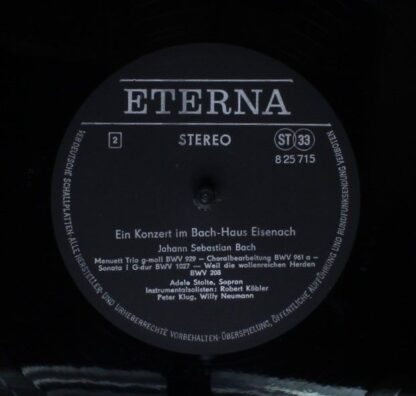 ETERNA
2
STEREO
ST 33
8 25 715
Ein Konzert im Bach-Haus Eisenach
Johann Sebastian Bach
Menuett Trio g-moll BWV 929 — Choralbearbeitung BWV 961 a —
Sonata I G-dur BWV 1027 — Weil die wollenreichen Herden
BWV 208
Adele Stolte, Sopran
Instrumentalsolisten: Robert Köbler
Peter Klug, Willy Neumann
VEB DEUTSCHE SCHALLPLATTEN · ALLE HERSTELLER- UND URHEBERRECHTE VORBEHALTEN · ÜBERSPIELUNG, ÖFFENTLICHE AUFFÜHRUNG UND RUNDFUNKSENDUNG VERBOTEN